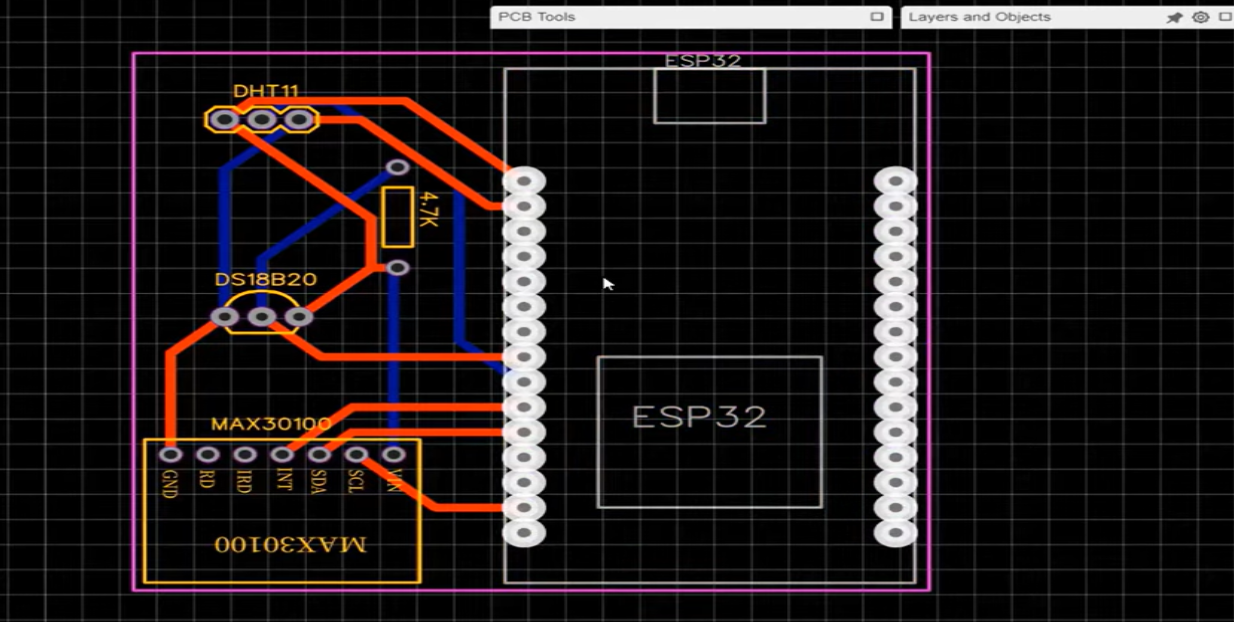 PCB Tools
Layers and Objects
ESP32
DHT11
4.7K
DS18B20
ESP32
MAX30100
GND
RD
IRD
INT
SDA
SCL
VIN
MAX30100